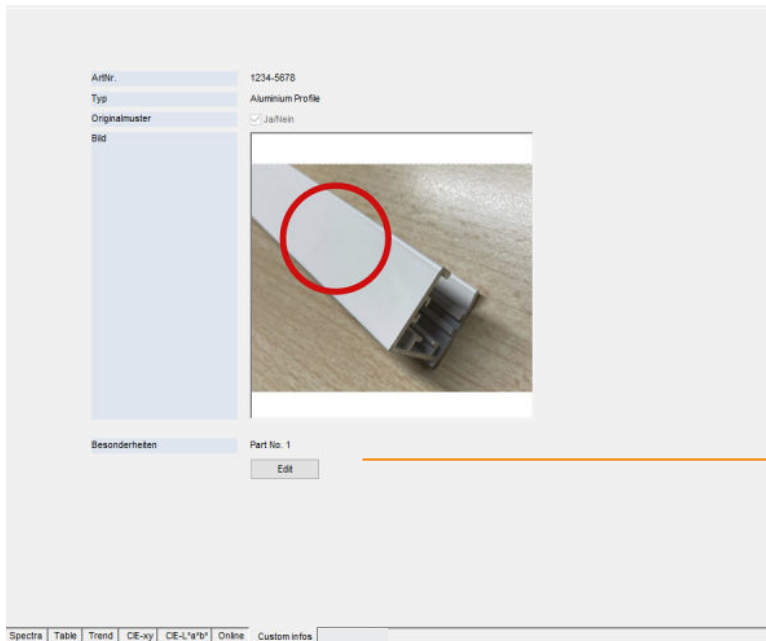 ArtNr. 1234-5678
Typ Aluminium Profile
Originalmuster Ja/Nein
Bild
Besonderheiten Part No. 1
Edit
Spectra Table Trend CIE-xy CIE-L*a*b* Online Custom infos